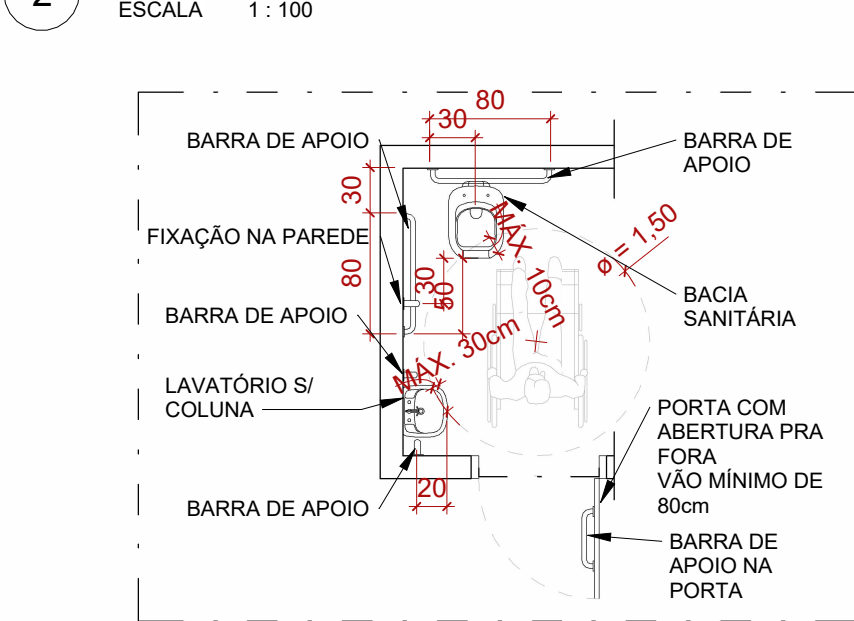 2
ESCALA 1 : 100
80
30
BARRA DE APOIO
BARRA DE
APOIO
30
FIXAÇÃO NA PAREDE
80
MÁX. 10cm
ø = 1,50
30
50
BACIA
SANITÁRIA
BARRA DE APOIO
MÁX. 30cm
LAVATÓRIO S/
COLUNA
PORTA COM
ABERTURA PRA
FORA
VÃO MÍNIMO DE
80cm
20
BARRA DE APOIO
BARRA DE
APOIO NA
PORTA